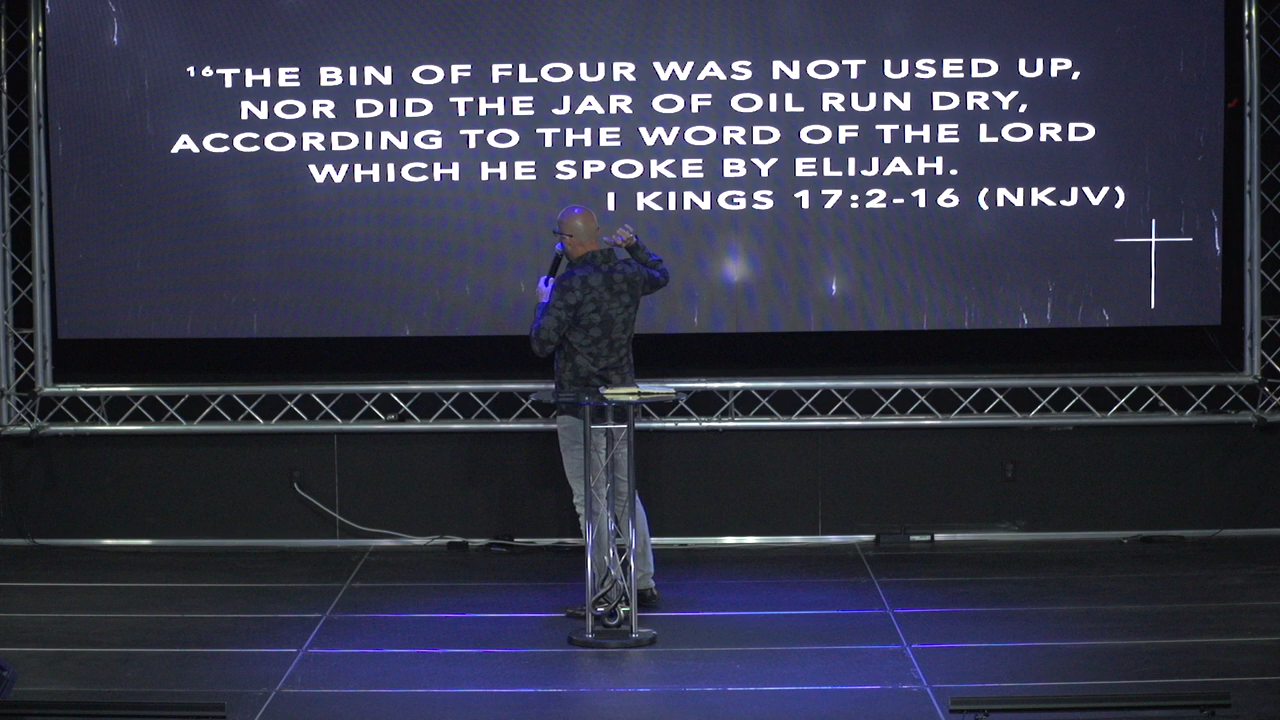 ¹⁶THE BIN OF FLOUR WAS NOT USED UP,
NOR DID THE JAR OF OIL RUN DRY,
ACCORDING TO THE WORD OF THE LORD
WHICH HE SPOKE BY ELIJAH.
I KINGS 17:2-16 (NKJV)